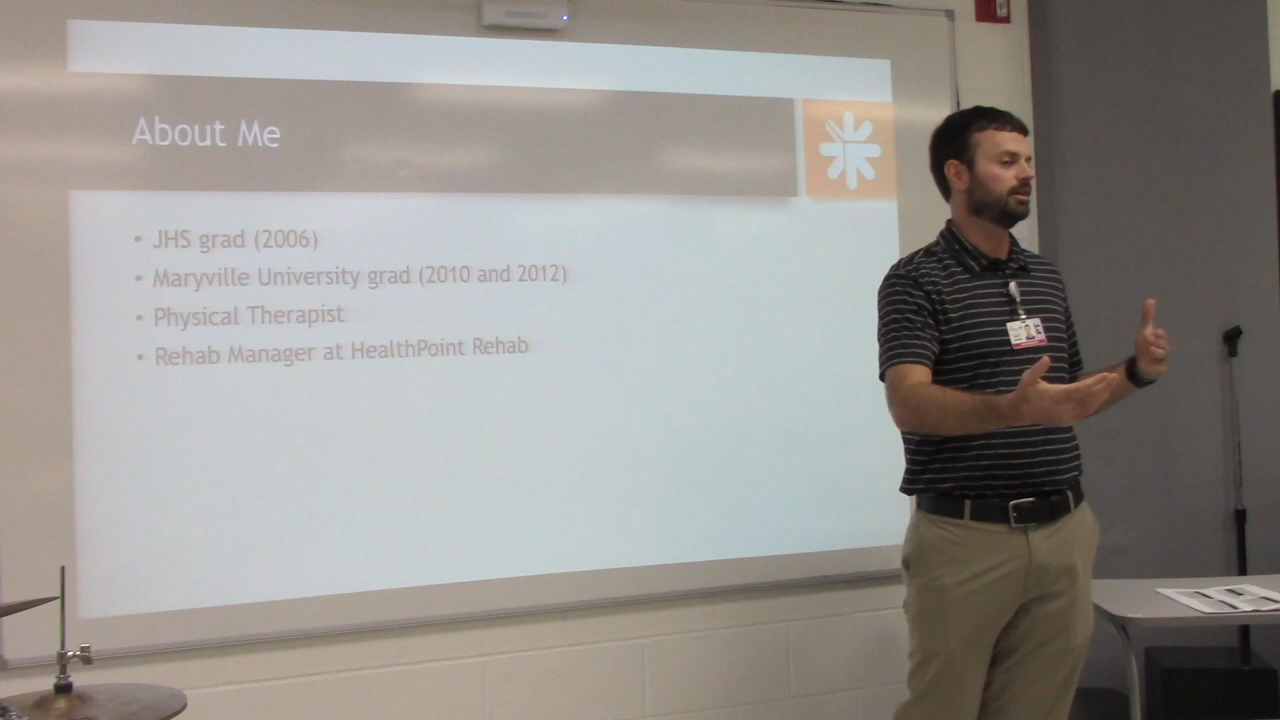 About Me
• JHS grad (2006)
• Maryville University grad (2010 and 2012)
• Physical Therapist
• Rehab Manager at HealthPoint Rehab